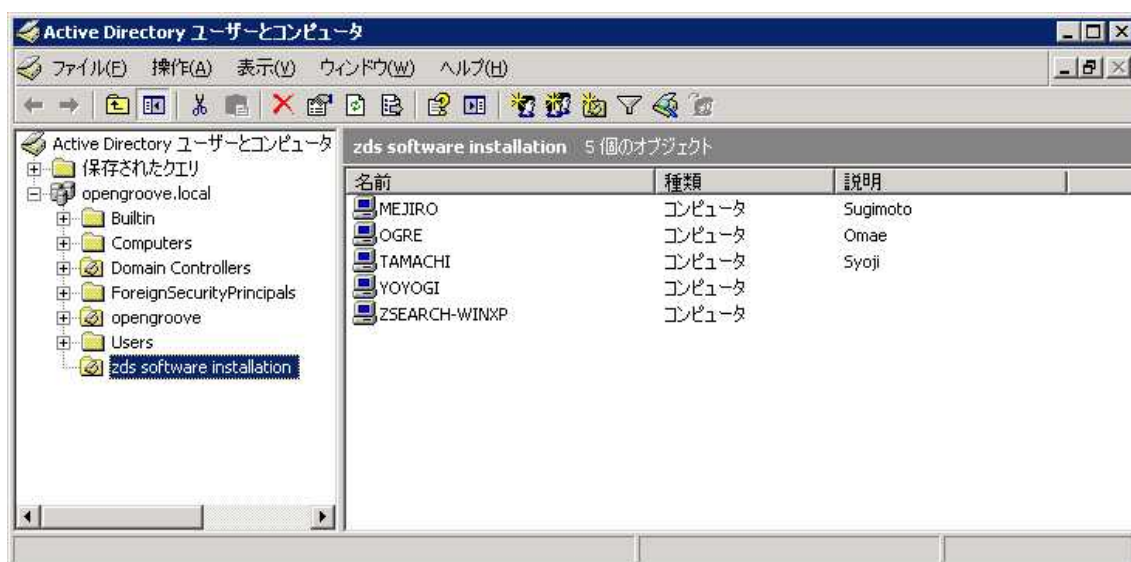 Active Directory ユーザーとコンピュータ
ファイル(F) 操作(A) 表示(V) ウィンドウ(W) ヘルプ(H)
Active Directory ユーザーとコンピュータ
保存されたクエリ
opengroove.local
Builtin
Computers
Domain Controllers
ForeignSecurityPrincipals
opengroove
Users
zds software installation
zds software installation 5 個のオブジェクト
名前 種類 説明
MEJIRO コンピュータ Sugimoto
OGRE コンピュータ Omae
TAMACHI コンピュータ Syoji
YOYOGI コンピュータ
ZSEARCH-WINXP コンピュータ